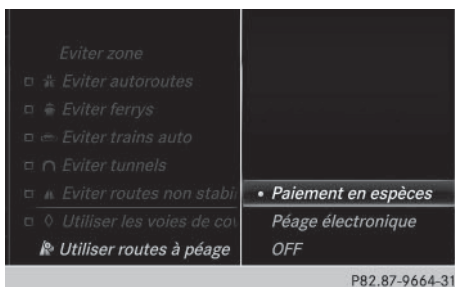 Eviter zone
Eviter autoroutes
Eviter ferrys
Eviter trains auto
Eviter tunnels
Eviter routes non stabi
Utiliser les voies de
Utiliser routes à péage
• Paiement en espèces
Péage électronique
OFF
P82.87-9664-31